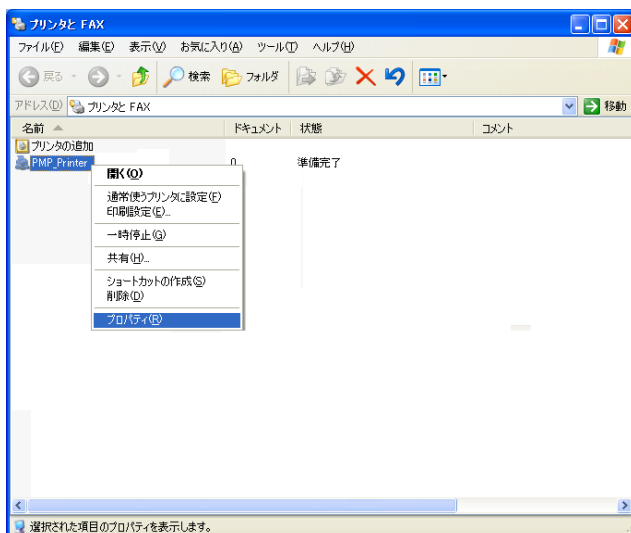 プリンタと FAX
ファイル(F) 編集(E) 表示(V) お気に入り(A) ツール(T) ヘルプ(H)
戻る 検索 フォルダ
アドレス(D) プリンタと FAX 移動
名前 ドキュメント 状態 コメント
プリンタの追加
PMP_Printer 0 準備完了
開く(O)
通常使うプリンタに設定(F)
印刷設定(E)...
一時停止(G)
共有(H)...
ショートカットの作成(S)
削除(D)
プロパティ(R)
選択された項目のプロパティを表示します。